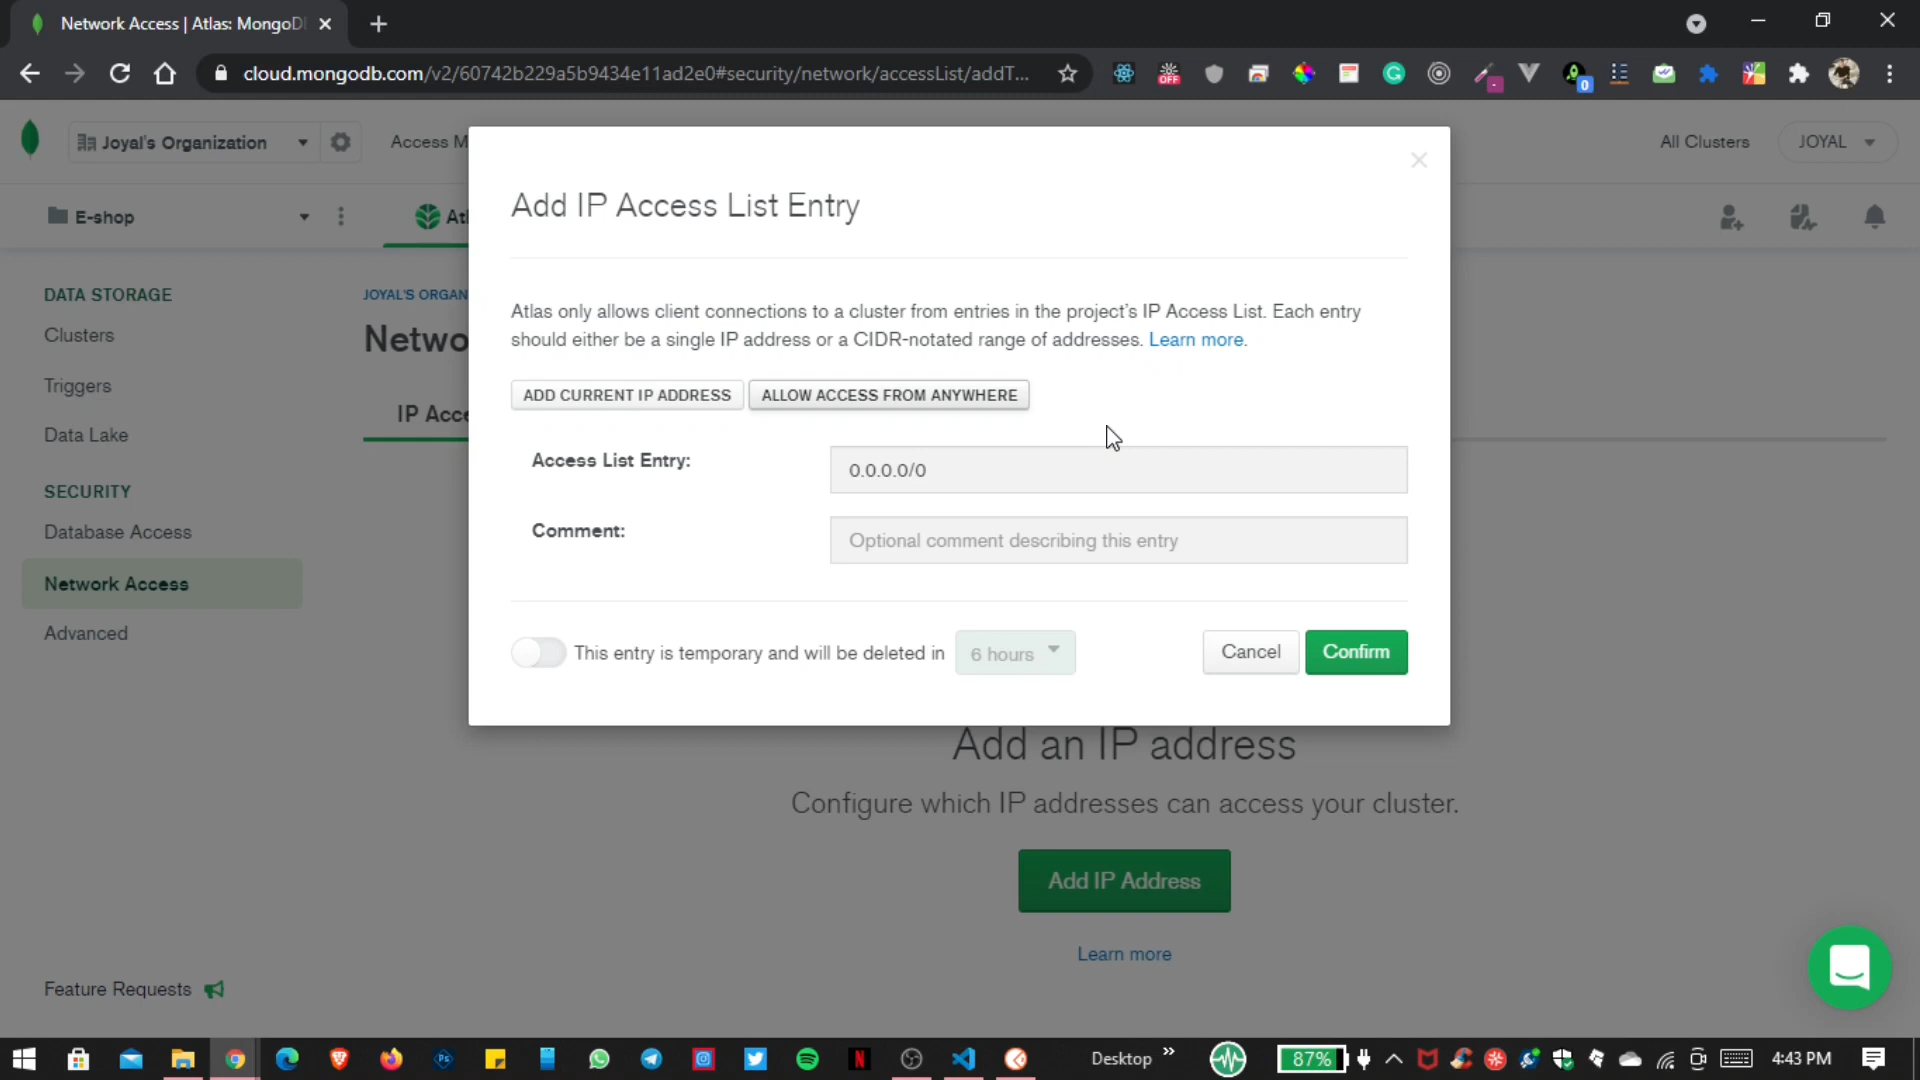 Network Access | Atlas: MongoD
cloud.mongodb.com/v2/60742b229a5b9434e11ad2e0#security/network/accessList/addT...
OFF
0
Joyal's Organization
Access M
All Clusters
JOYAL
E-shop
Atl
DATA STORAGE
Clusters
Triggers
Data Lake
SECURITY
Database Access
Network Access
Advanced
Feature Requests
JOYAL'S ORGAN
Netwo
IP Acce
Add IP Access List Entry
Atlas only allows client connections to a cluster from entries in the project's IP Access List. Each entry
should either be a single IP address or a CIDR-notated range of addresses. Learn more.
ADD CURRENT IP ADDRESS
ALLOW ACCESS FROM ANYWHERE
Access List Entry:
0.0.0.0/0
Comment:
Optional comment describing this entry
This entry is temporary and will be deleted in
6 hours
Cancel
Confirm
Add an IP address
Configure which IP addresses can access your cluster.
Add IP Address
Learn more
Ps
N
Desktop
87%
4:43 PM